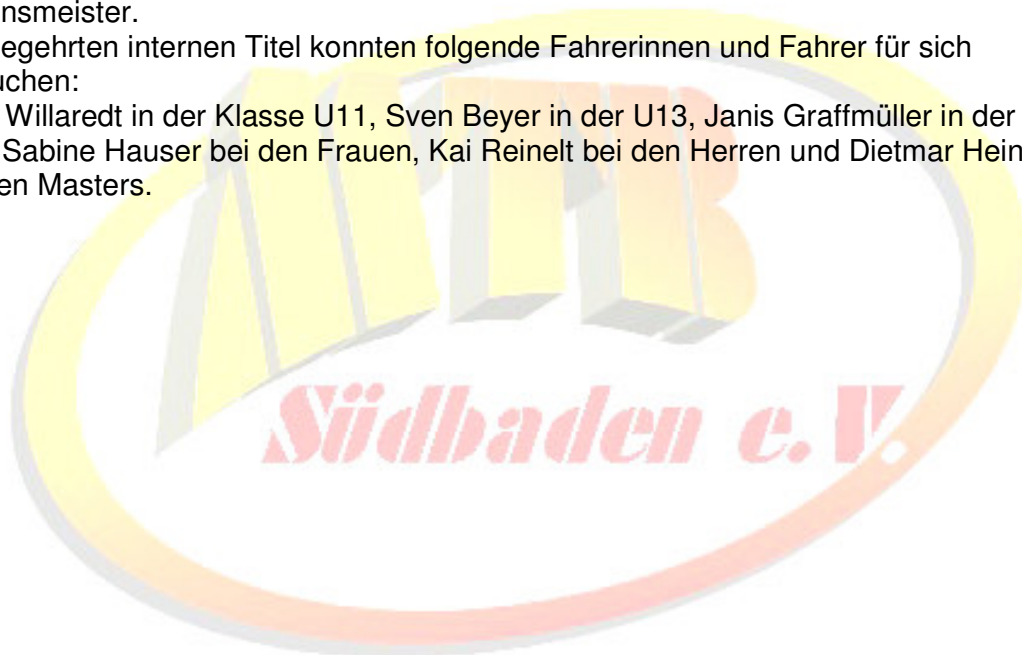 nsmeister.
egehrten internen Titel konnten folgende Fahrerinnen und Fahrer für sich
uchen:
Willaredt in der Klasse U11, Sven Beyer in der U13, Janis Graffmüller in der
Sabine Hauser bei den Frauen, Kai Reinelt bei den Herren und Dietmar Hein
en Masters.
MTB
Südbaden e.V.